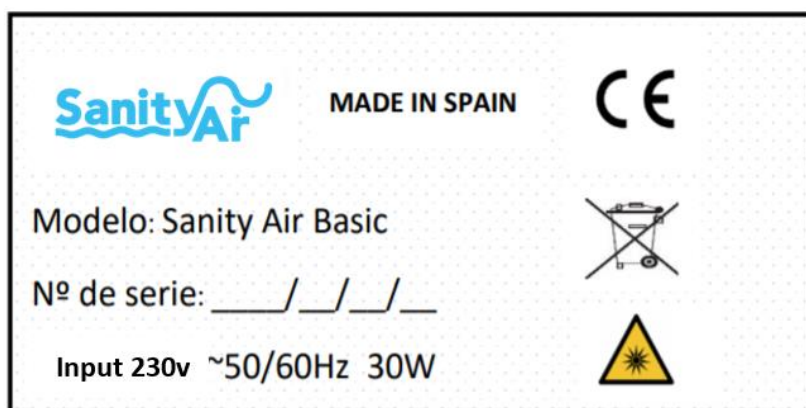 SanityAir MADE IN SPAIN CE
Modelo: Sanity Air Basic
Nº de serie: ____/__/__/__
Input 230v ~50/60Hz 30W